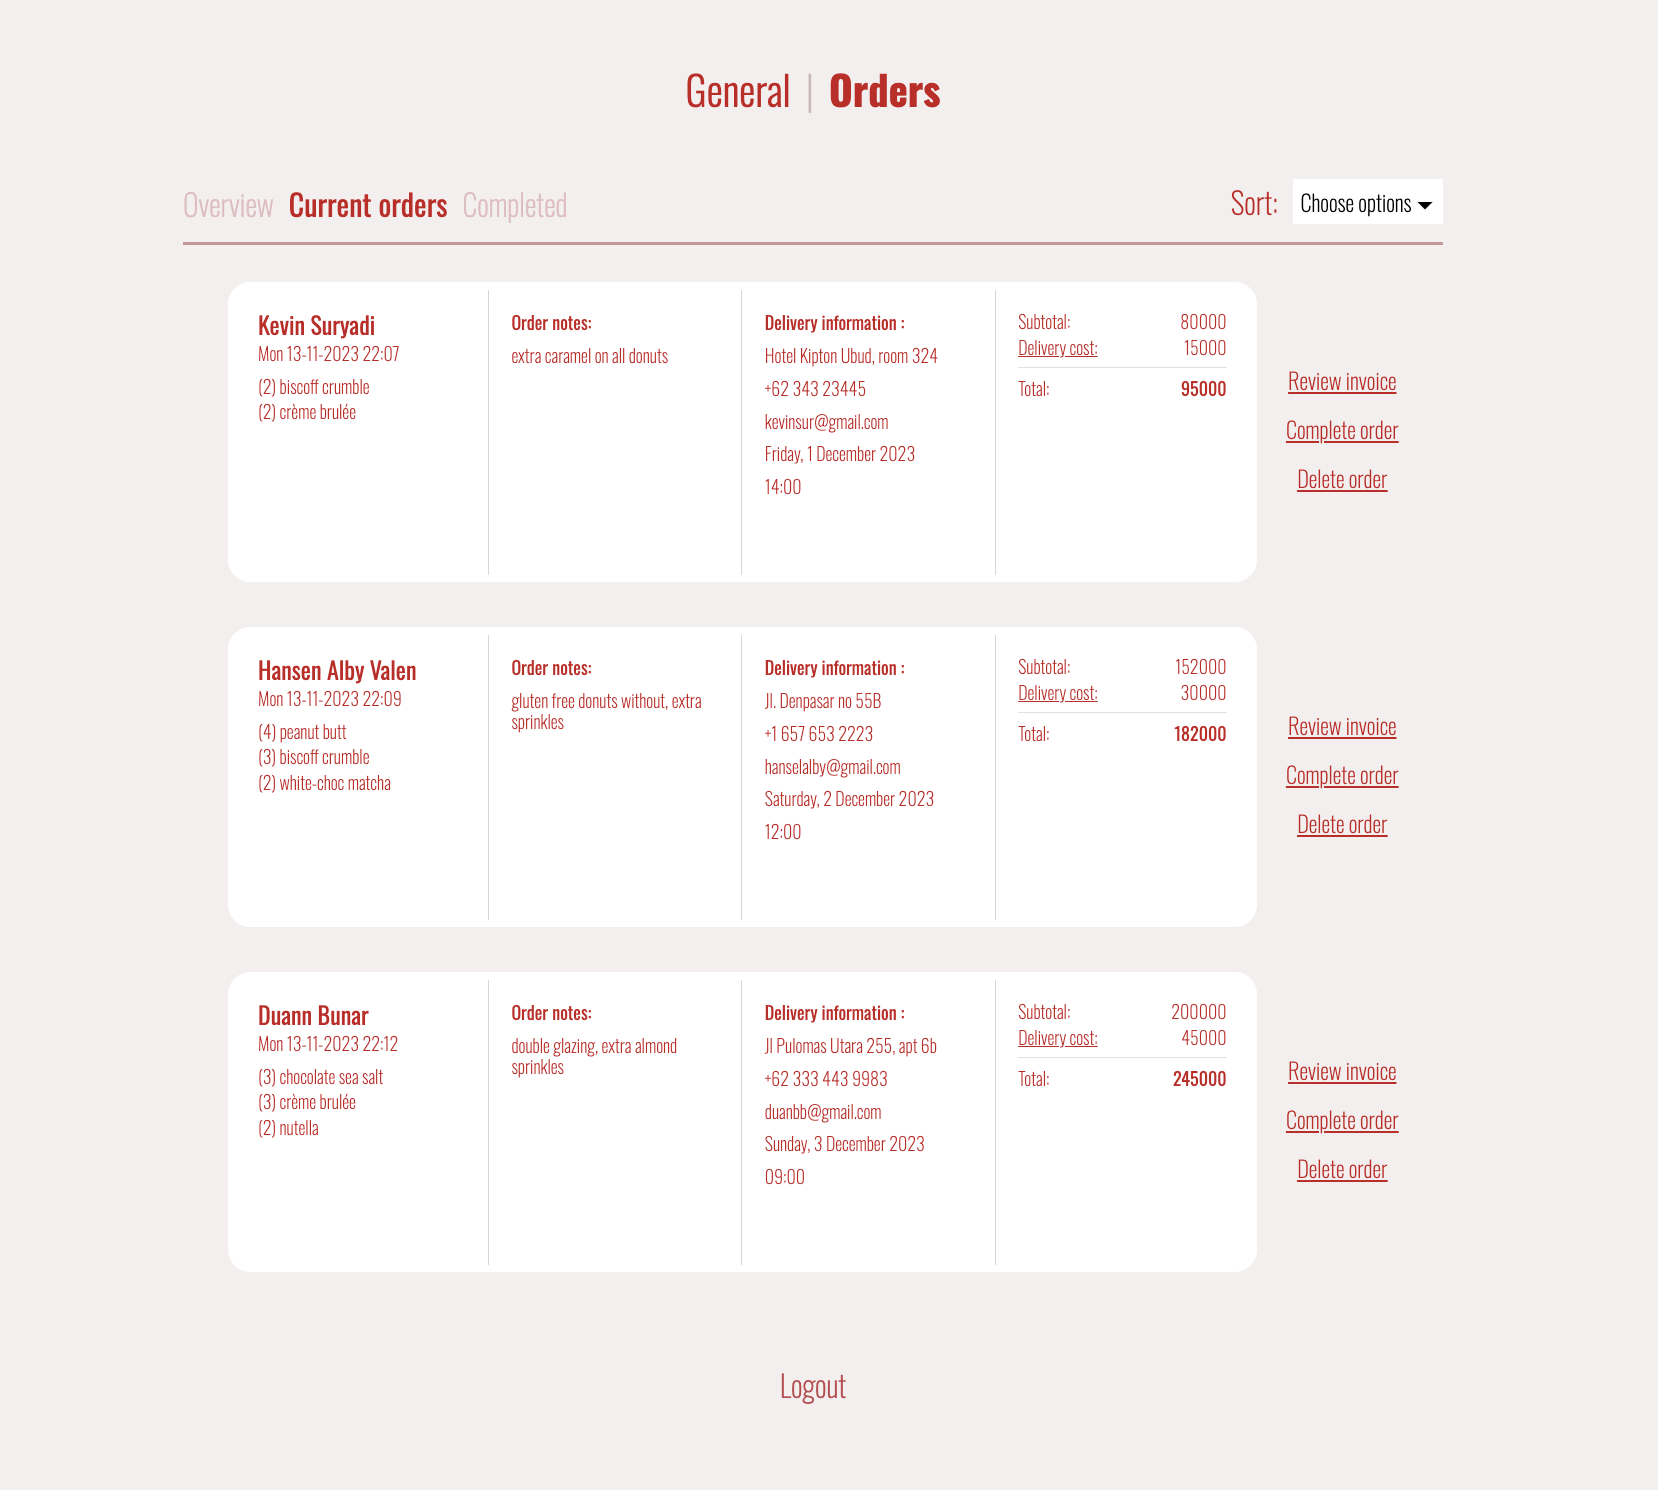 General | Orders
Overview Current orders Completed
Sort: Choose options
Kevin Suryadi
Mon 13-11-2023 22:07
(2) biscoff crumble
(2) crème brulée
Order notes:
extra caramel on all donuts
Delivery information :
Hotel Kipton Ubud, room 324
+62 343 23445
kevinsur@gmail.com
Friday, 1 December 2023
14:00
Subtotal: 80000
Delivery cost: 15000
Total: 95000
Review invoice
Complete order
Delete order
Hansen Alby Valen
Mon 13-11-2023 22:09
(4) peanut butt
(3) biscoff crumble
(2) white-choc matcha
Order notes:
gluten free donuts without, extra
sprinkles
Delivery information :
Jl. Denpasar no 55B
+1 657 653 2223
hanselalby@gmail.com
Saturday, 2 December 2023
12:00
Subtotal: 152000
Delivery cost: 30000
Total: 182000
Review invoice
Complete order
Delete order
Duann Bunar
Mon 13-11-2023 22:12
(3) chocolate sea salt
(3) crème brulée
(2) nutella
Order notes:
double glazing, extra almond
sprinkles
Delivery information :
Jl Pulomas Utara 255, apt 6b
+62 333 443 9983
duanbb@gmail.com
Sunday, 3 December 2023
09:00
Subtotal: 200000
Delivery cost: 45000
Total: 245000
Review invoice
Complete order
Delete order
Logout